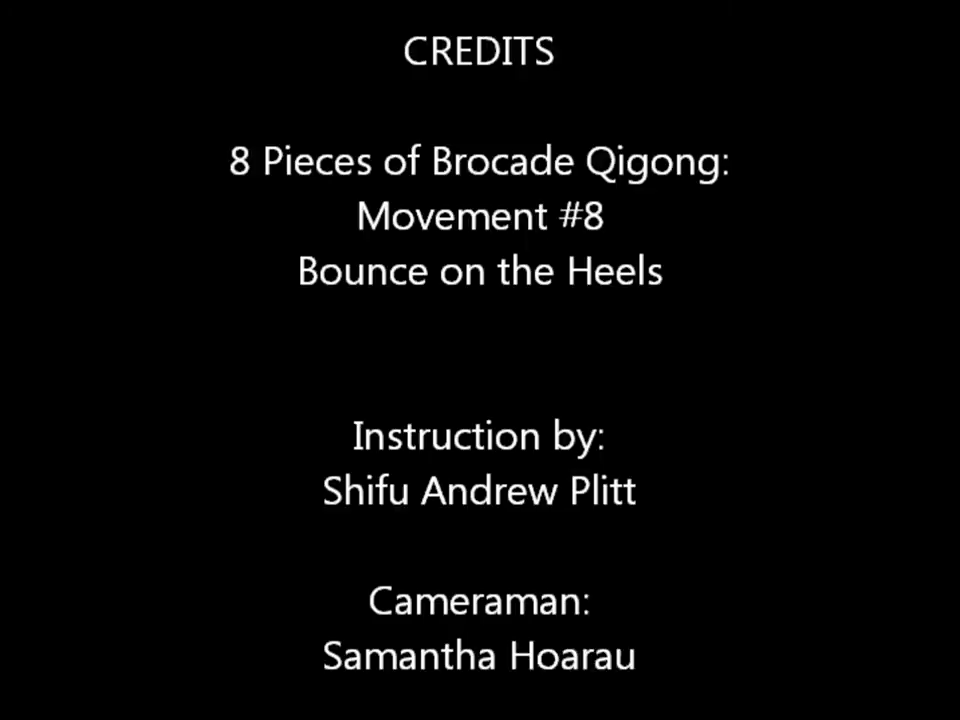 CREDITS
8 Pieces of Brocade Qigong:
Movement #8
Bounce on the Heels
Instruction by:
Shifu Andrew Plitt
Cameraman:
Samantha Hoarau